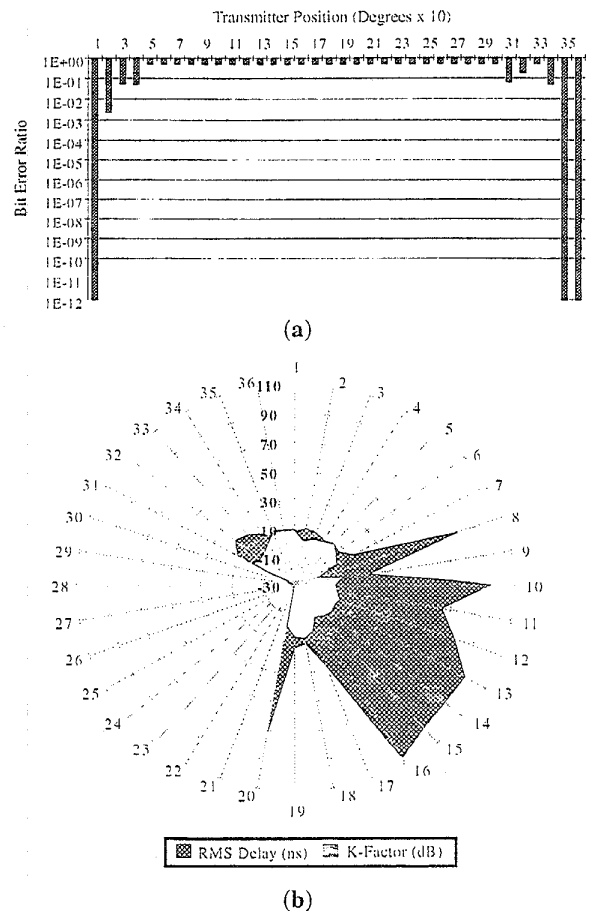 Transmitter Position (Degrees x 10)
1 3 5 7 9 11 13 15 17 19 21 23 25 27 29 31 33 35
Bit Error Ratio
1E+00
1E-01
1E-02
1E-03
1E-04
1E-05
1E-06
1E-07
1E-08
1E-09
1E-10
1E-11
1E-12
(a)
1
36
110
2
35
3
34
90
4
33
70
5
32
50
6
31
30
7
30
10
8
29
-10
9
28
-30
10
27
11
26
12
25
13
24
14
23
15
22
16
21
17
20
18
19
RMS Delay (ns) K-Factor (dB)
(b)